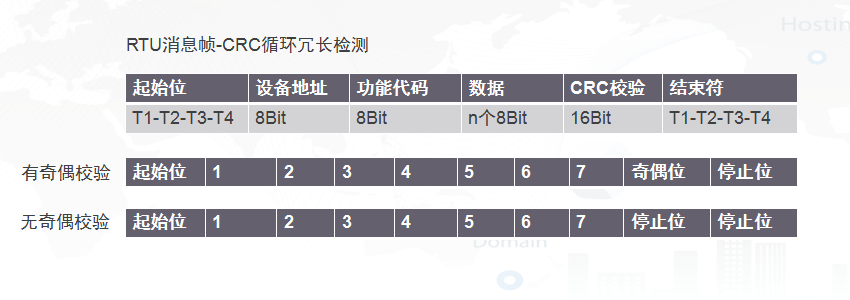 Hosting
RTU消息帧-CRC循环冗长检测
起始位 设备地址 功能代码 数据 CRC校验 结束符
T1-T2-T3-T4 8Bit 8Bit n个8Bit 16Bit T1-T2-T3-T4
有奇偶校验 起始位 1 2 3 4 5 6 7 奇偶位 停止位
无奇偶校验 起始位 1 2 3 4 5 6 7 停止位 停止位
Domain